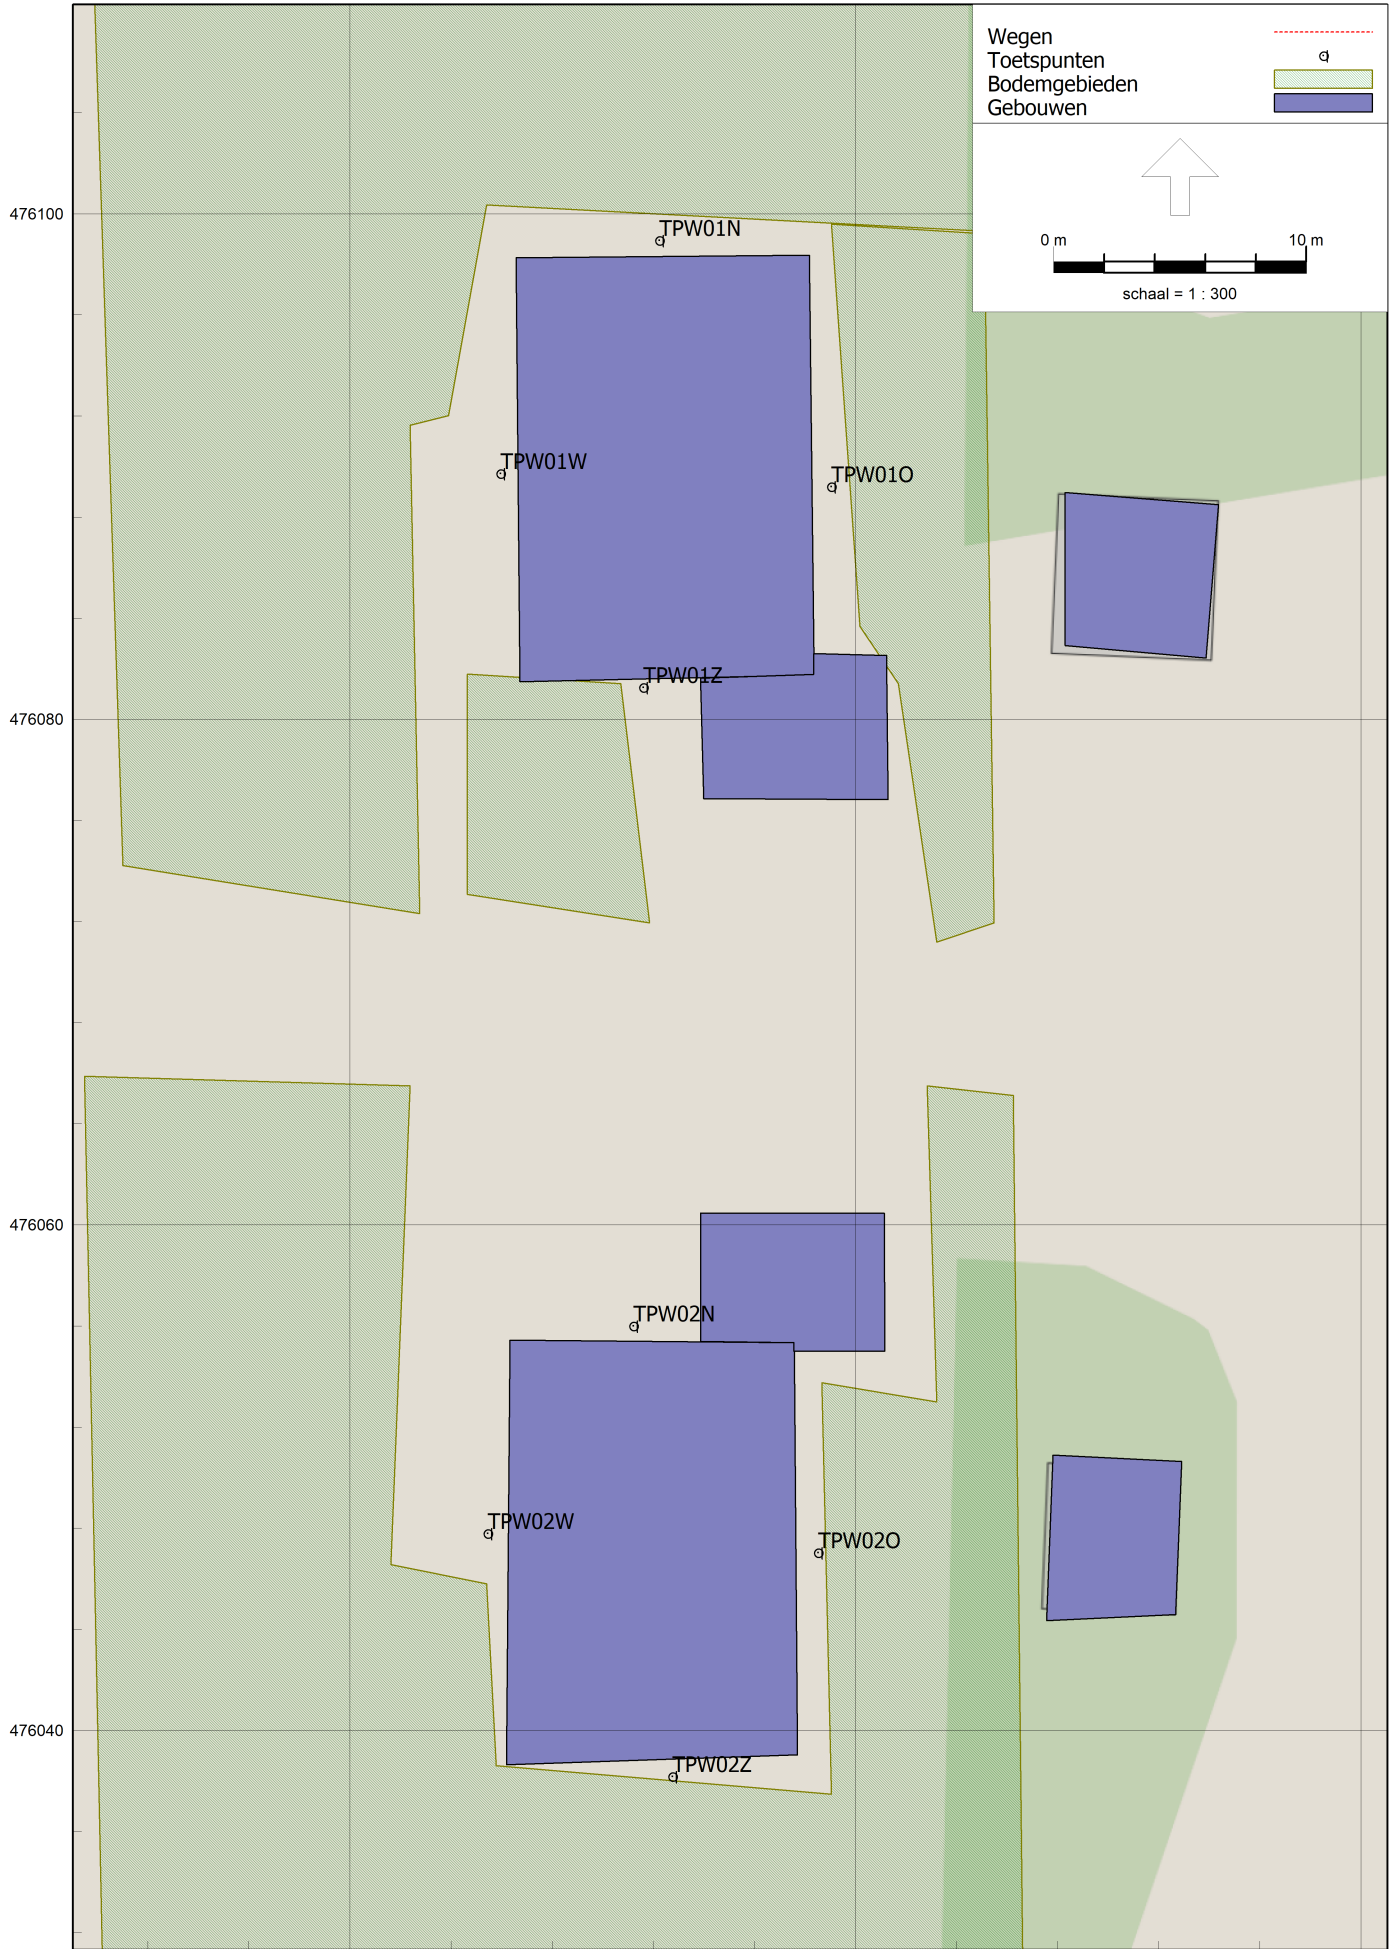 Wegen
Toetspunten
Bodemgebieden
Gebouwen
0 m 10 m
schaal = 1 : 300
476100
TPW01N
TPW01W
TPW01O
TPW01Z
476080
476060
TPW02N
TPW02W
TPW02O
476040
TPW02Z